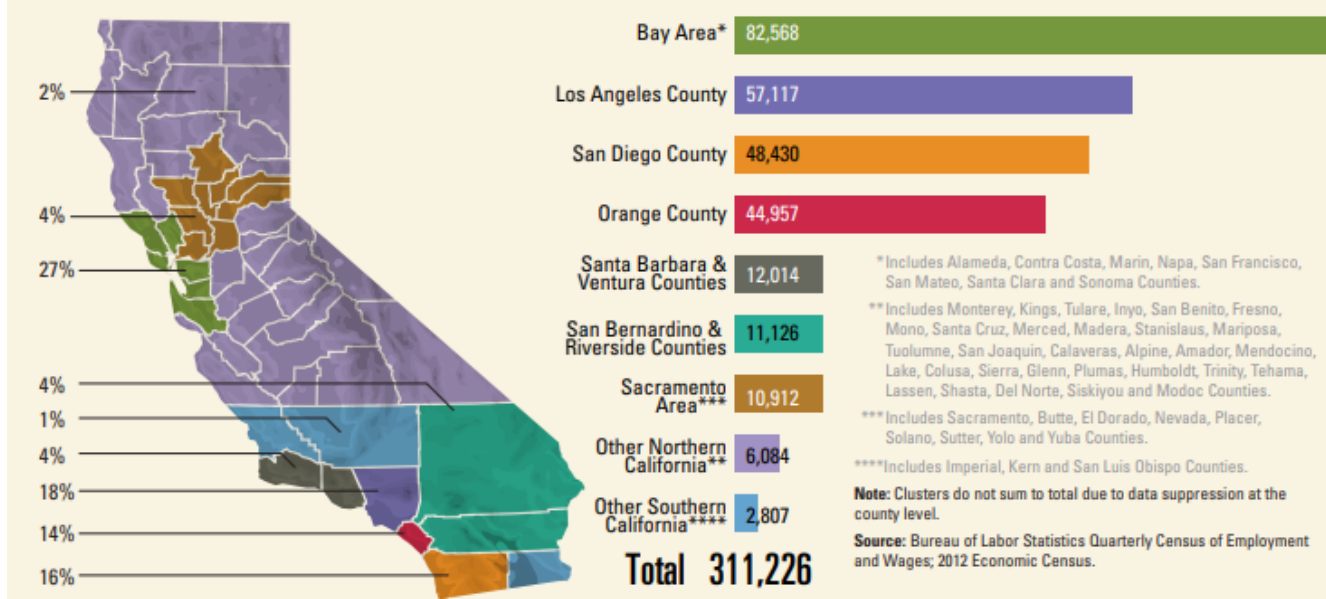 2%
4%
27%
4%
1%
4%
18%
14%
16%
Bay Area* 82,568
Los Angeles County 57,117
San Diego County 48,430
Orange County 44,957
Santa Barbara &
Ventura Counties 12,014
San Bernardino &
Riverside Counties 11,126
Sacramento
Area*** 10,912
Other Northern
California** 6,084
Other Southern
California**** 2,807
Total 311,226
*Includes Alameda, Contra Costa, Marin, Napa, San Francisco,
San Mateo, Santa Clara and Sonoma Counties.
**Includes Monterey, Kings, Tulare, Inyo, San Benito, Fresno,
Mono, Santa Cruz, Merced, Madera, Stanislaus, Mariposa,
Tuolumne, San Joaquin, Calaveras, Alpine, Amador, Mendocino,
Lake, Colusa, Sierra, Glenn, Plumas, Humboldt, Trinity, Tehama,
Lassen, Shasta, Del Norte, Siskiyou and Modoc Counties.
***Includes Sacramento, Butte, El Dorado, Nevada, Placer,
Solano, Sutter, Yolo and Yuba Counties.
****Includes Imperial, Kern and San Luis Obispo Counties.
Note: Clusters do not sum to total due to data suppression at the
county level.
Source: Bureau of Labor Statistics Quarterly Census of Employment
and Wages; 2012 Economic Census.